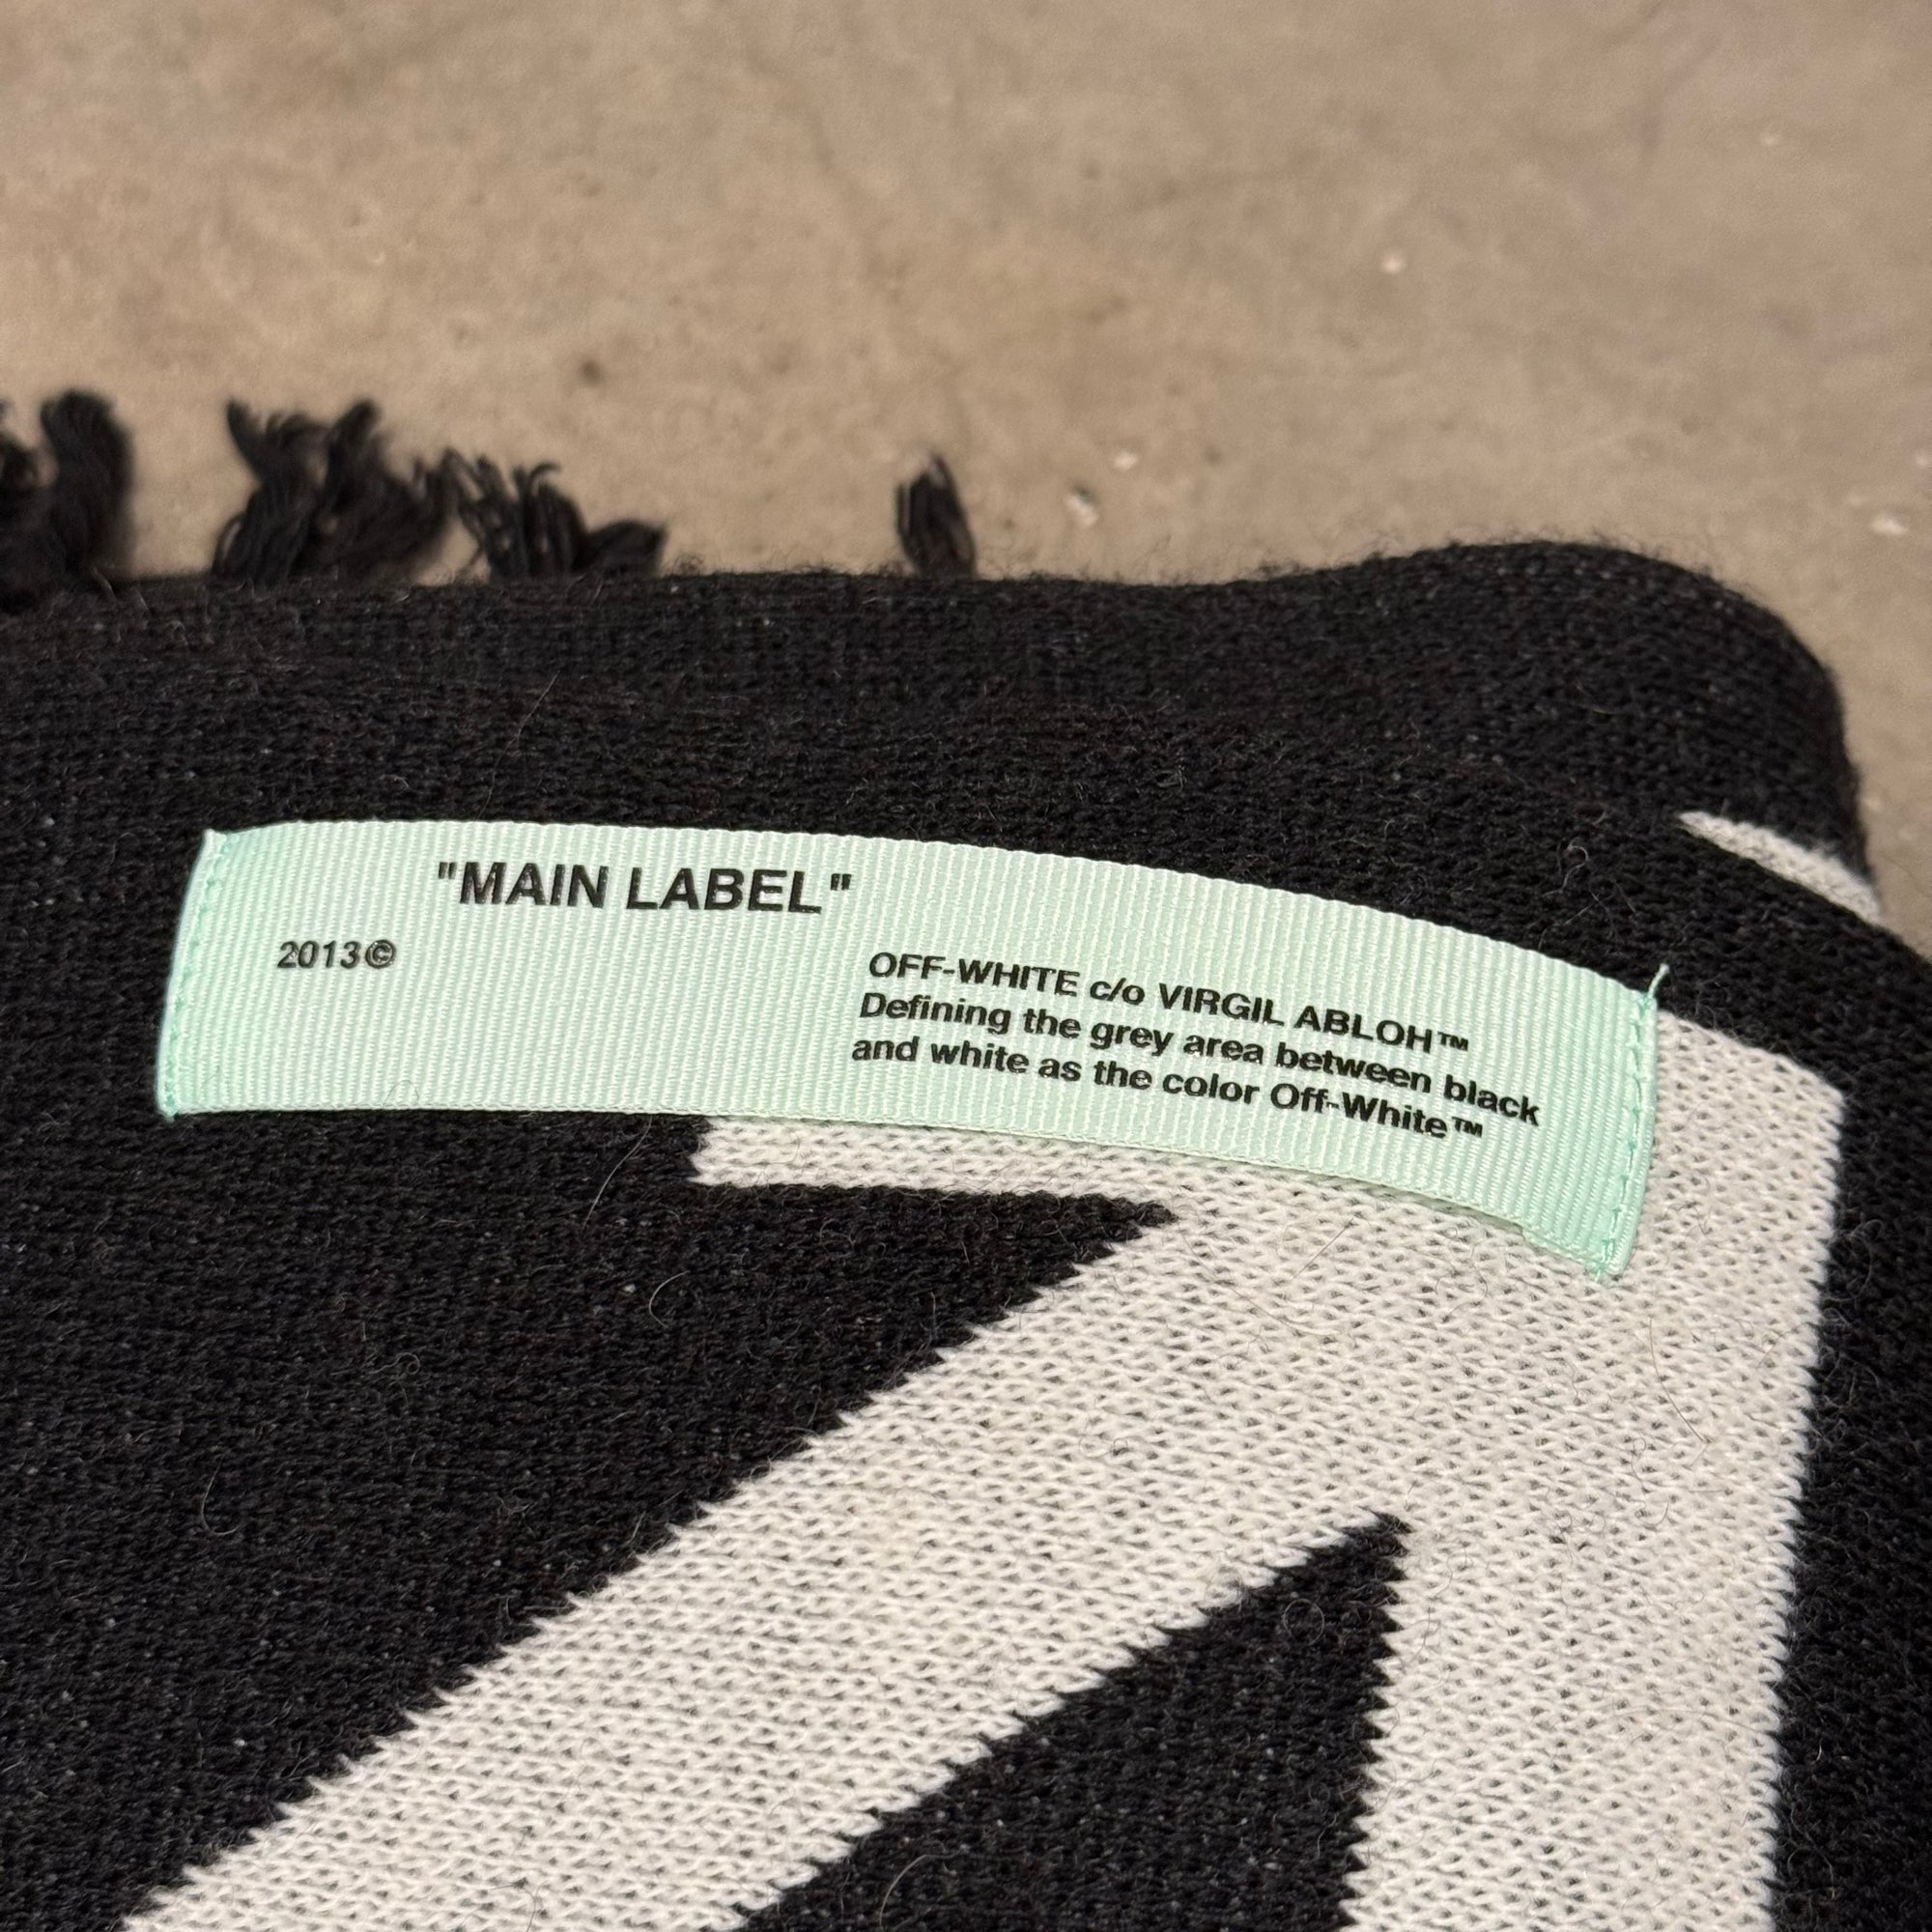 "MAIN LABEL"
2013©
OFF-WHITE c/o VIRGIL ABLOH™
Defining the grey area between black
and white as the color Off-White™